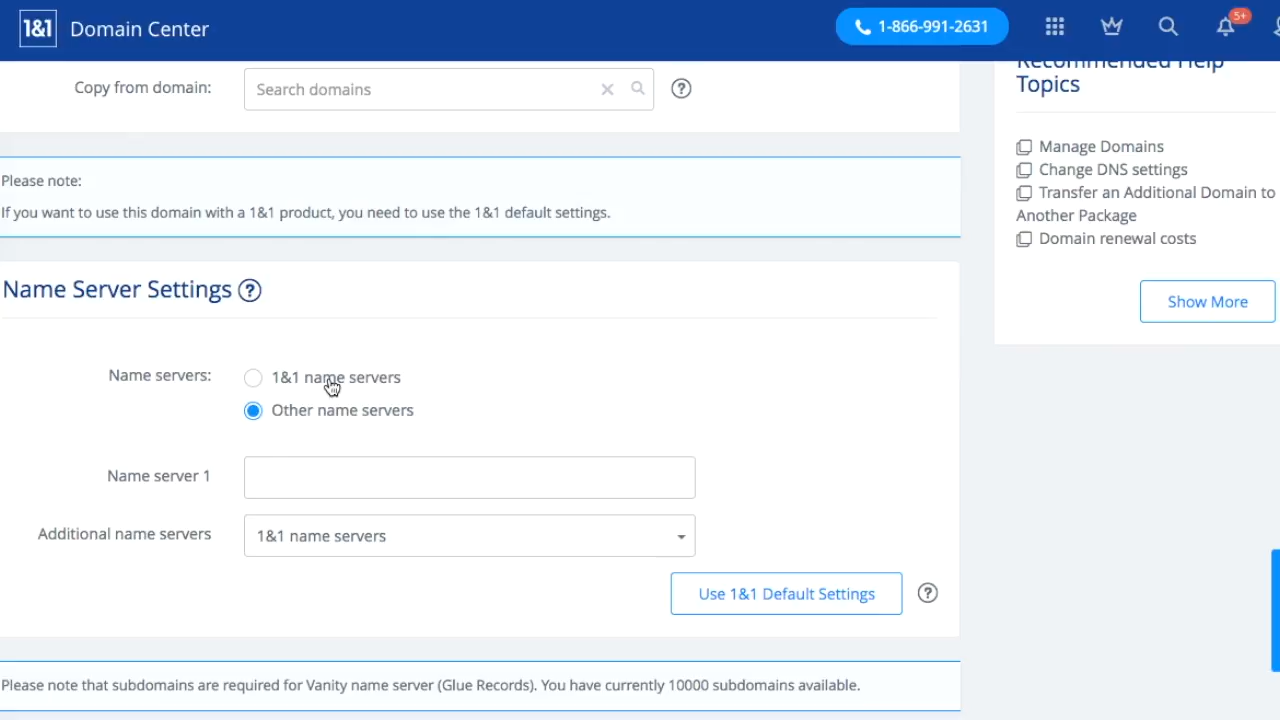 1&1 Domain Center
1-866-991-2631
5+
Copy from domain:
Search domains
?
Please note:
If you want to use this domain with a 1&1 product, you need to use the 1&1 default settings.
Name Server Settings ?
Name servers:
1&1 name servers
Other name servers
Name server 1
Additional name servers
1&1 name servers
Use 1&1 Default Settings
?
Please note that subdomains are required for Vanity name server (Glue Records). You have currently 10000 subdomains available.
Recommended Help
Topics
Manage Domains
Change DNS settings
Transfer an Additional Domain to
Another Package
Domain renewal costs
Show More